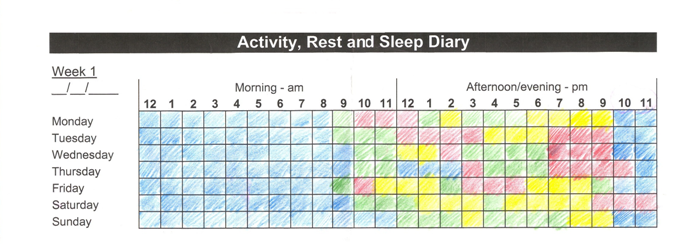 Activity, Rest and Sleep Diary
Week 1
__/__/____
Morning - am Afternoon/evening - pm
12 1 2 3 4 5 6 7 8 9 10 11 12 1 2 3 4 5 6 7 8 9 10 11
Monday
Tuesday
Wednesday
Thursday
Friday
Saturday
Sunday